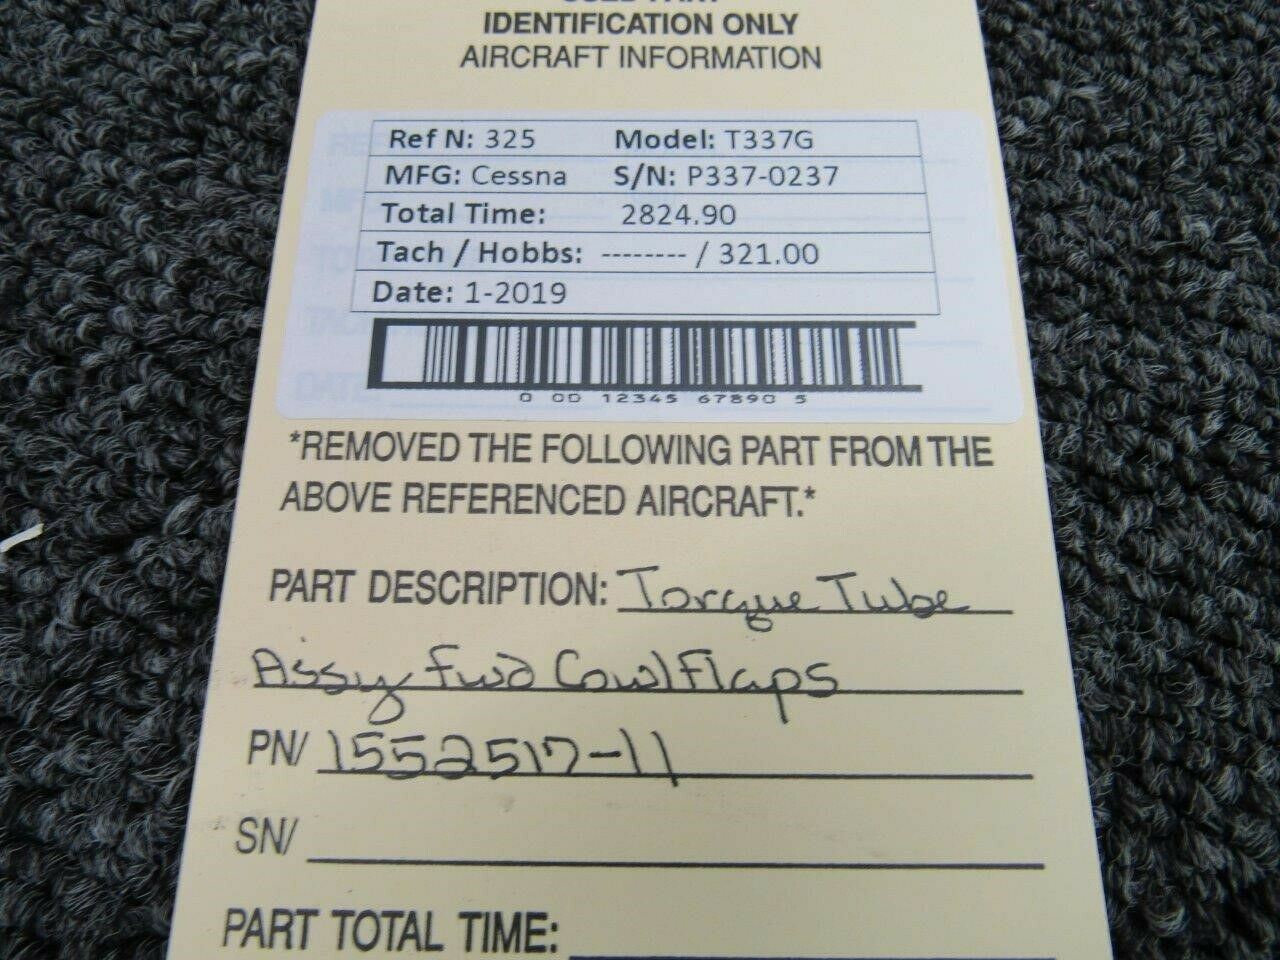 USED PART
IDENTIFICATION ONLY
AIRCRAFT INFORMATION
Ref N: 325 Model: T337G
MFG: Cessna S/N: P337-0237
Total Time: 2824.90
Tach / Hobbs: -------- / 321.00
Date: 1-2019
0 00 12345 67890 5
*REMOVED THE FOLLOWING PART FROM THE
ABOVE REFERENCED AIRCRAFT.*
PART DESCRIPTION: Torque Tube
Assy Fwd Cowl Flaps
PN/ 1552517-11
SN/
PART TOTAL TIME: